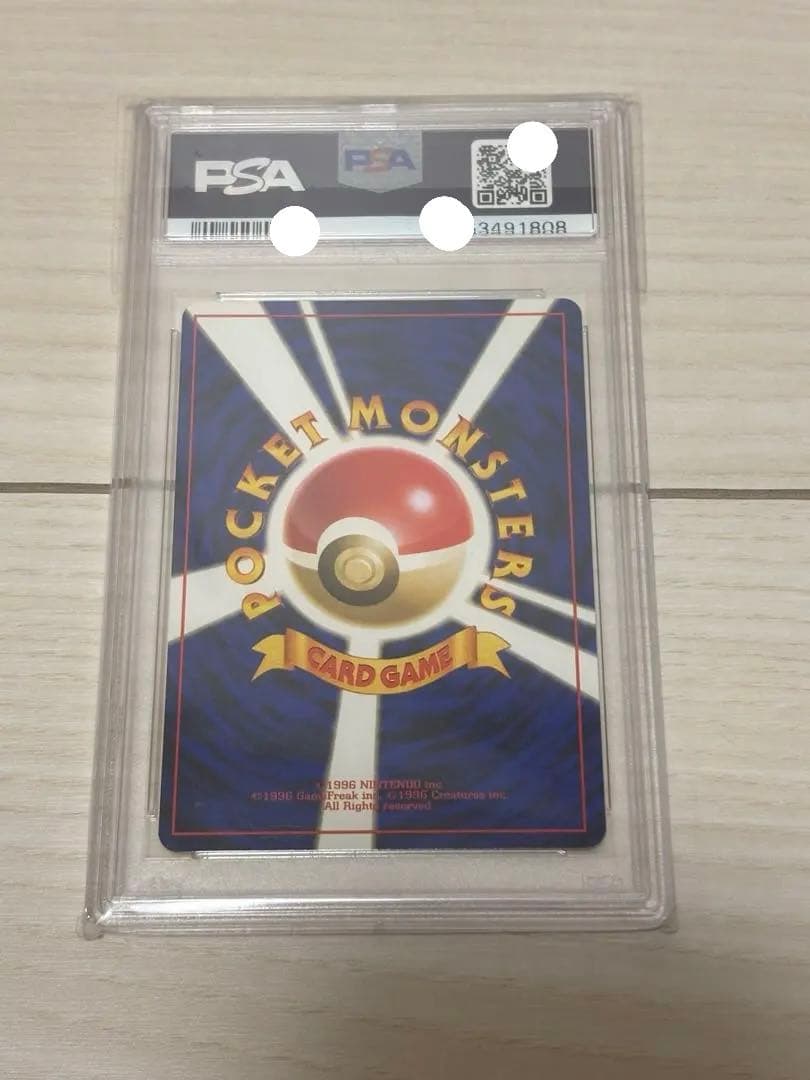 PSA
PSA
3491808
POCKET MONSTERS
CARD GAME
©1996 NINTENDO inc.
©1996 GameFreak inc. ©1996 Creatures inc.
All Rights reserved